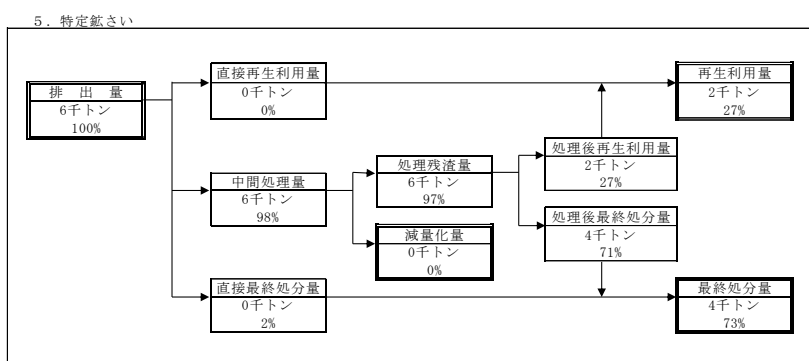 5．特定鉱さい
排 出 量
6千トン
100%
直接再生利用量
0千トン
0%
中間処理量
6千トン
98%
直接最終処分量
0千トン
2%
処理残渣量
6千トン
97%
減量化量
0千トン
0%
処理後再生利用量
2千トン
27%
処理後最終処分量
4千トン
71%
再生利用量
2千トン
27%
最終処分量
4千トン
73%